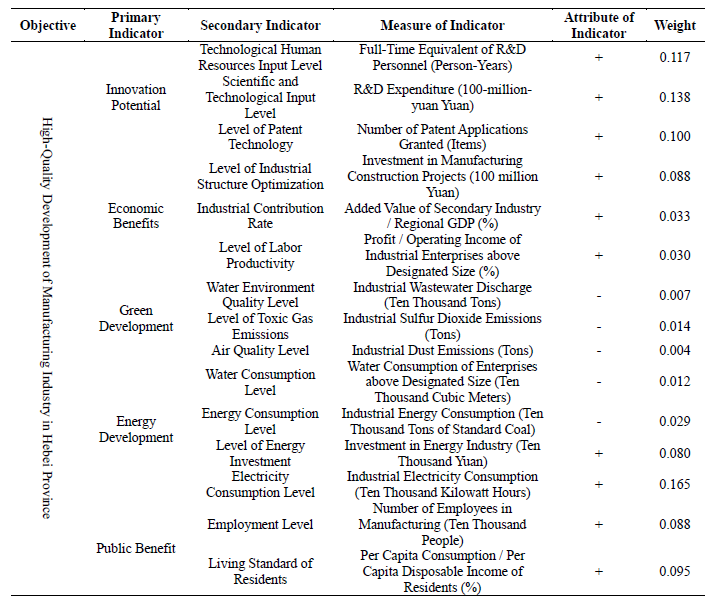 Objective Primary Indicator Secondary Indicator Measure of Indicator Attribute of Indicator Weight
High-Quality Development of Manufacturing Industry in Hebei Province
Innovation Potential
Technological Human Resources Input Level Full-Time Equivalent of R&D Personnel (Person-Years) + 0.117
Scientific and Technological Input Level R&D Expenditure (100-million-yuan Yuan) + 0.138
Level of Patent Technology Number of Patent Applications Granted (Items) + 0.100
Economic Benefits
Level of Industrial Structure Optimization Investment in Manufacturing Construction Projects (100 million Yuan) + 0.088
Industrial Contribution Rate Added Value of Secondary Industry / Regional GDP (%) + 0.033
Level of Labor Productivity Profit / Operating Income of Industrial Enterprises above Designated Size (%) + 0.030
Green Development
Water Environment Quality Level Industrial Wastewater Discharge (Ten Thousand Tons) - 0.007
Level of Toxic Gas Emissions Industrial Sulfur Dioxide Emissions (Tons) - 0.014
Air Quality Level Industrial Dust Emissions (Tons) - 0.004
Energy Development
Water Consumption Level Water Consumption of Enterprises above Designated Size (Ten Thousand Cubic Meters) - 0.012
Energy Consumption Level Industrial Energy Consumption (Ten Thousand Tons of Standard Coal) - 0.029
Level of Energy Investment Investment in Energy Industry (Ten Thousand Yuan) + 0.080
Electricity Consumption Level Industrial Electricity Consumption (Ten Thousand Kilowatt Hours) + 0.165
Public Benefit
Employment Level Number of Employees in Manufacturing (Ten Thousand People) + 0.088
Living Standard of Residents Per Capita Consumption / Per Capita Disposable Income of Residents (%) + 0.095